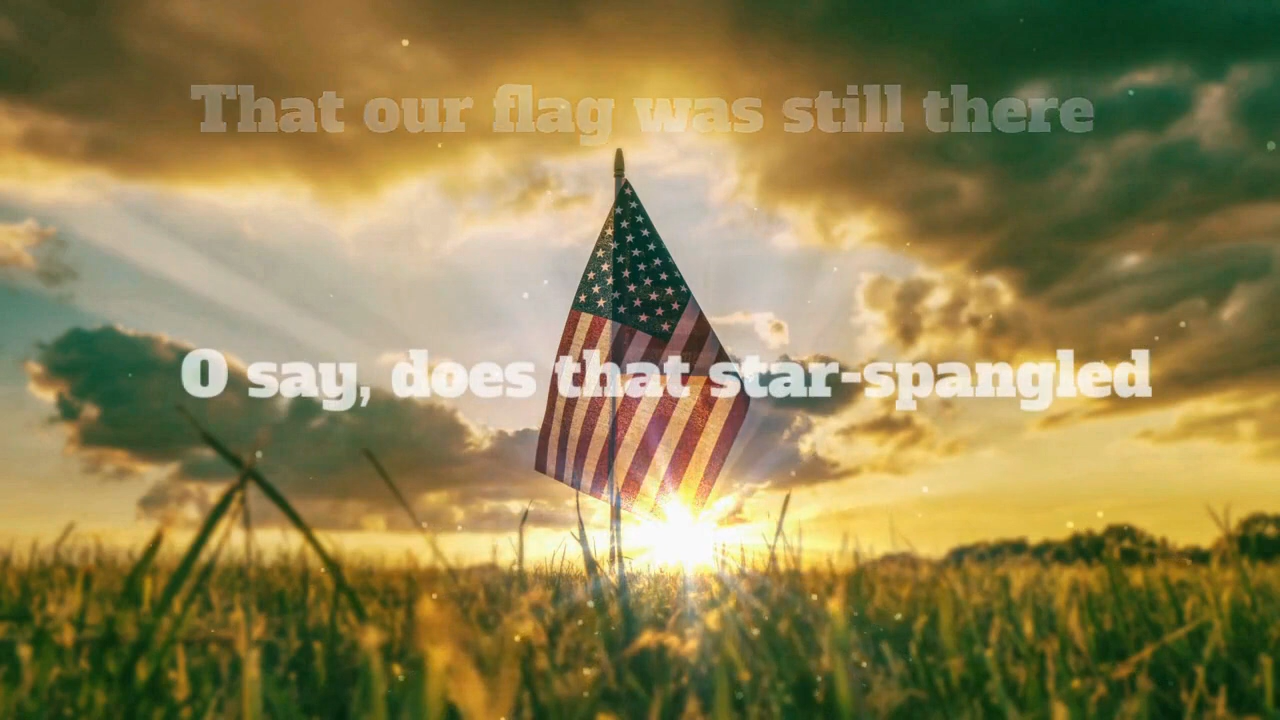 That our flag was still there
O say, does that star-spangled